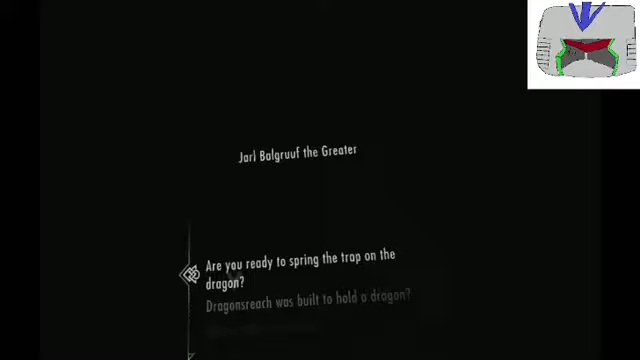 Jarl Balgruuf the Greater
Are you ready to spring the trap on the
dragon?
Dragonsreach was built to hold a dragon?